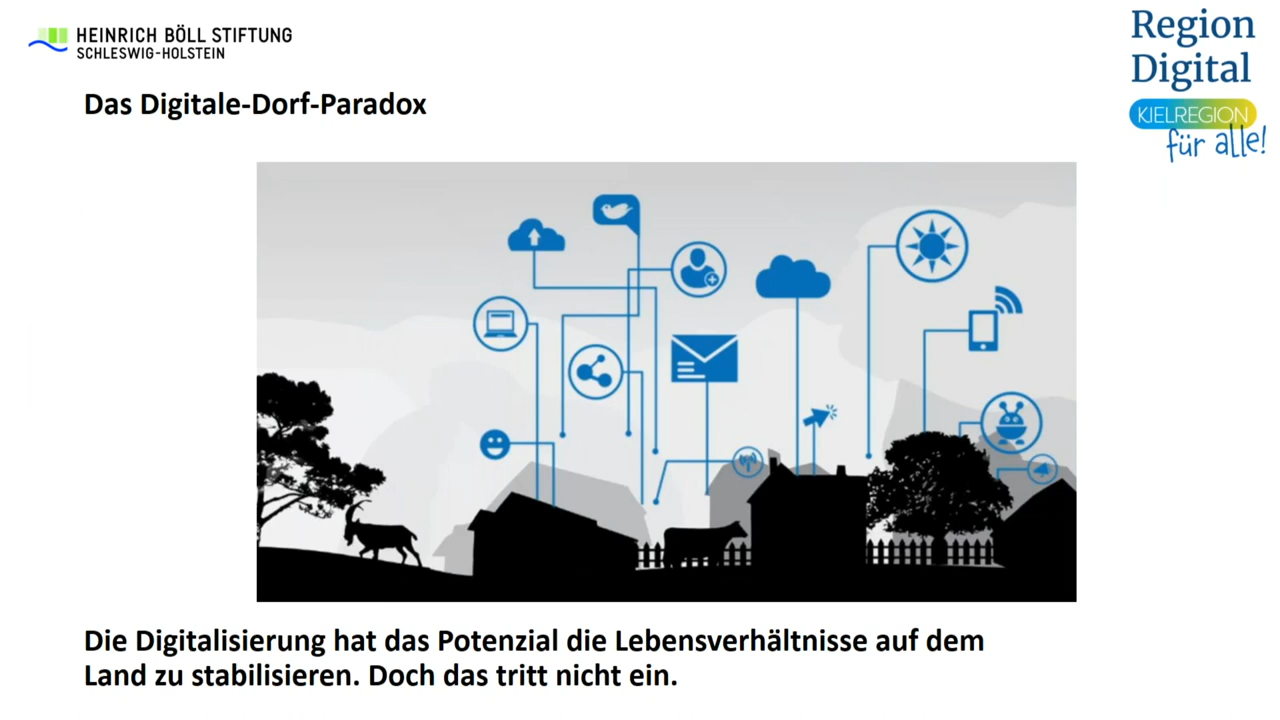 HEINRICH BÖLL STIFTUNG
SCHLESWIG-HOLSTEIN
Region
Digital
KIELREGION
für alle!
Das Digitale-Dorf-Paradox
Die Digitalisierung hat das Potenzial die Lebensverhältnisse auf dem
Land zu stabilisieren. Doch das tritt nicht ein.